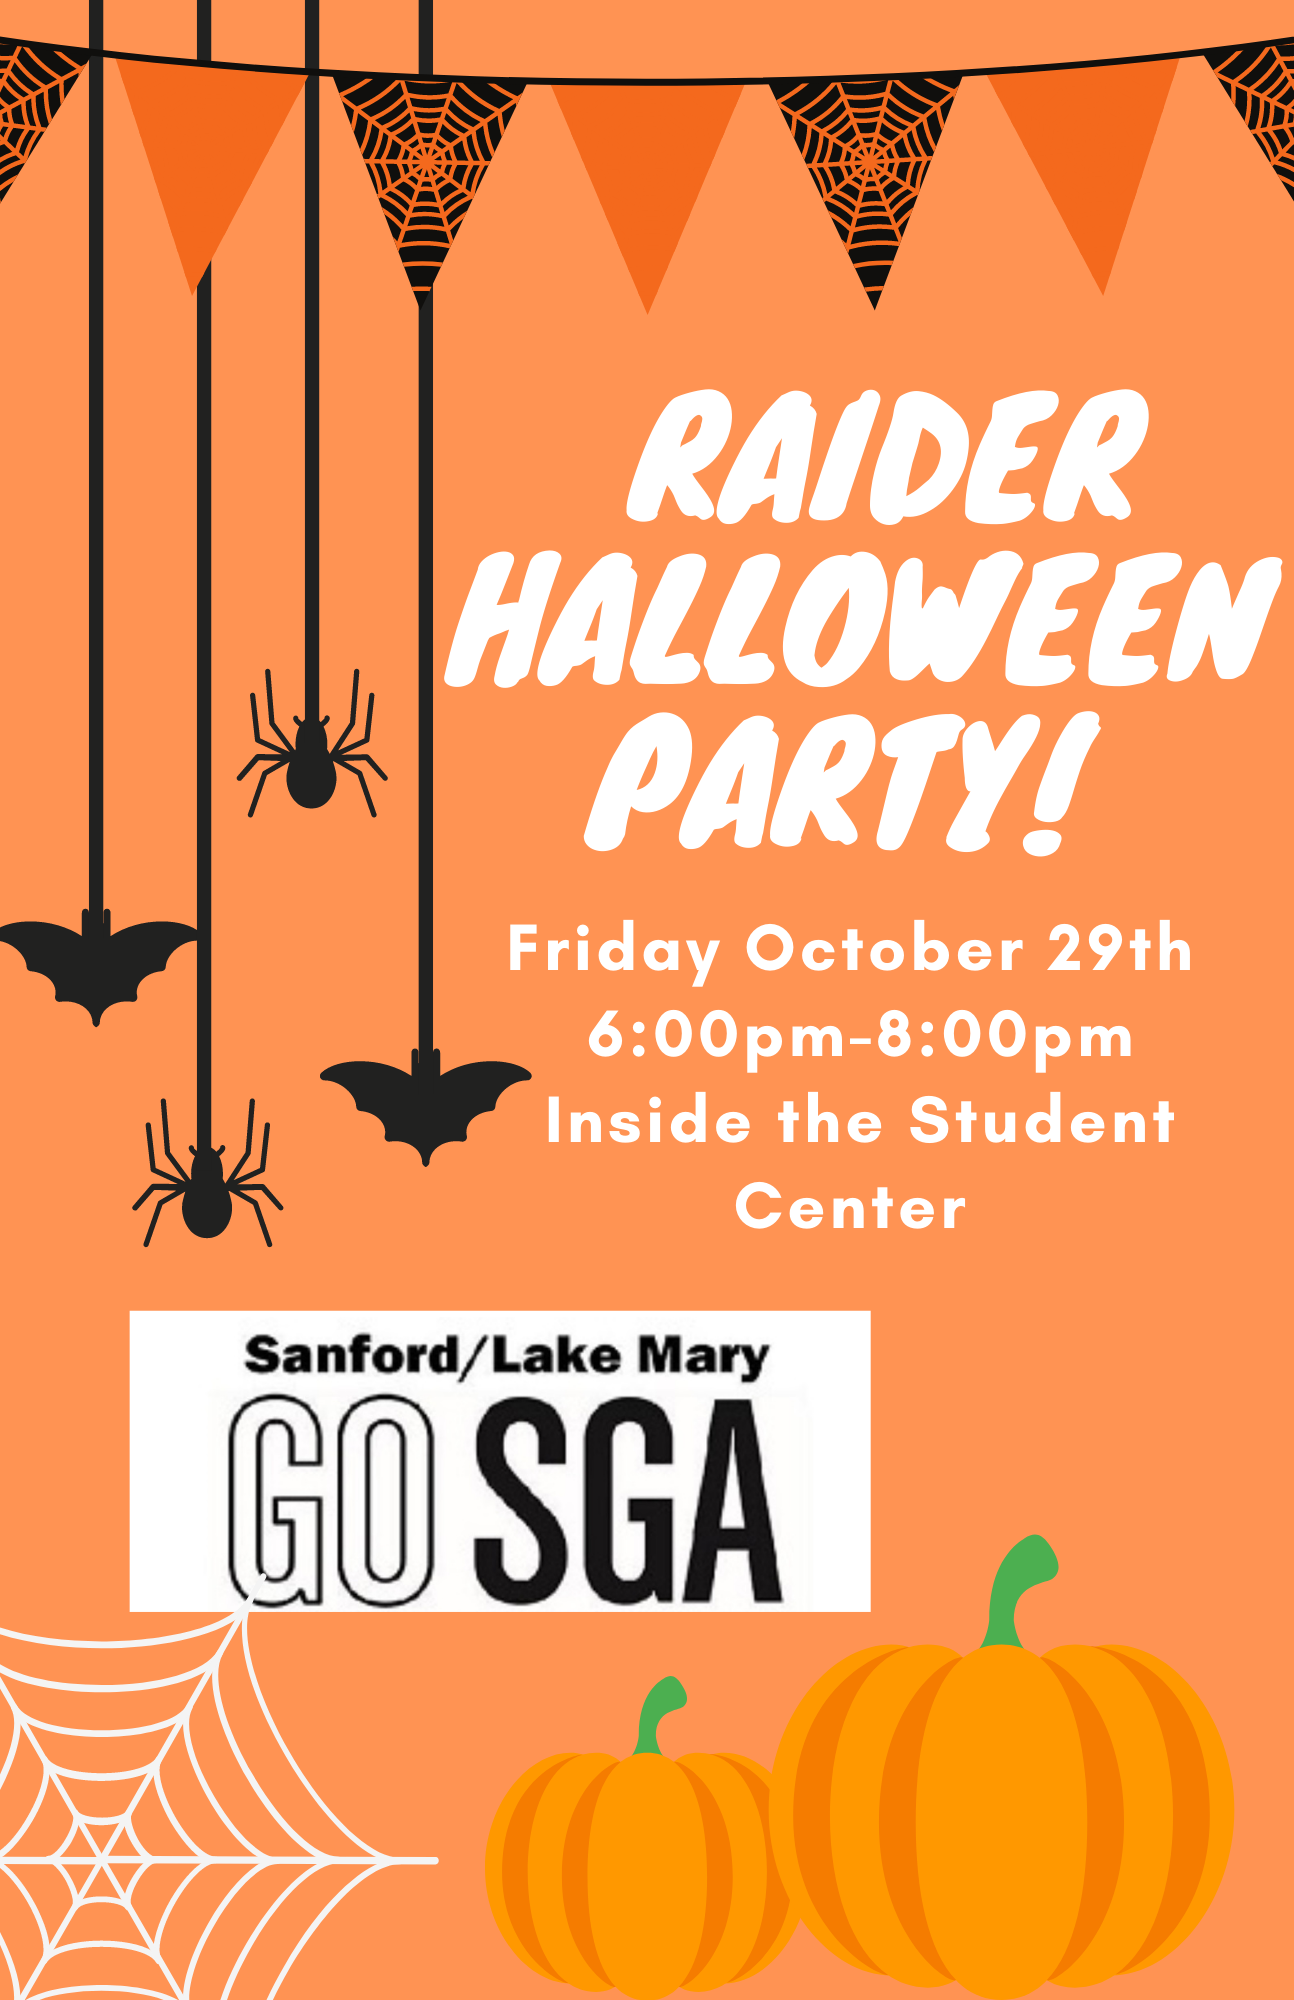 RAIDER
HALLOWEEN
PARTY!
Friday October 29th
6:00pm-8:00pm
Inside the Student
Center
Sanford/Lake Mary
GO SGA